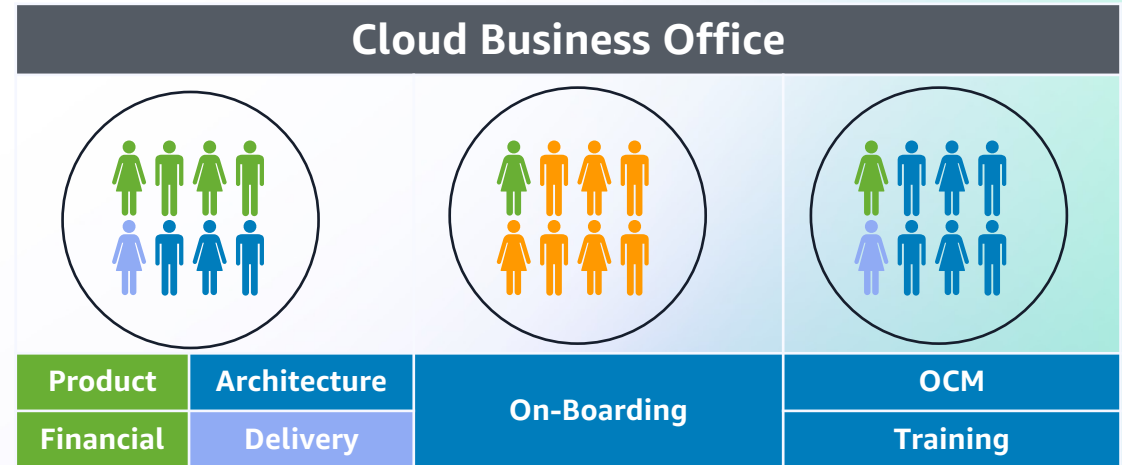 Cloud Business Office
Product
Architecture
Financial
Delivery
On-Boarding
OCM
Training